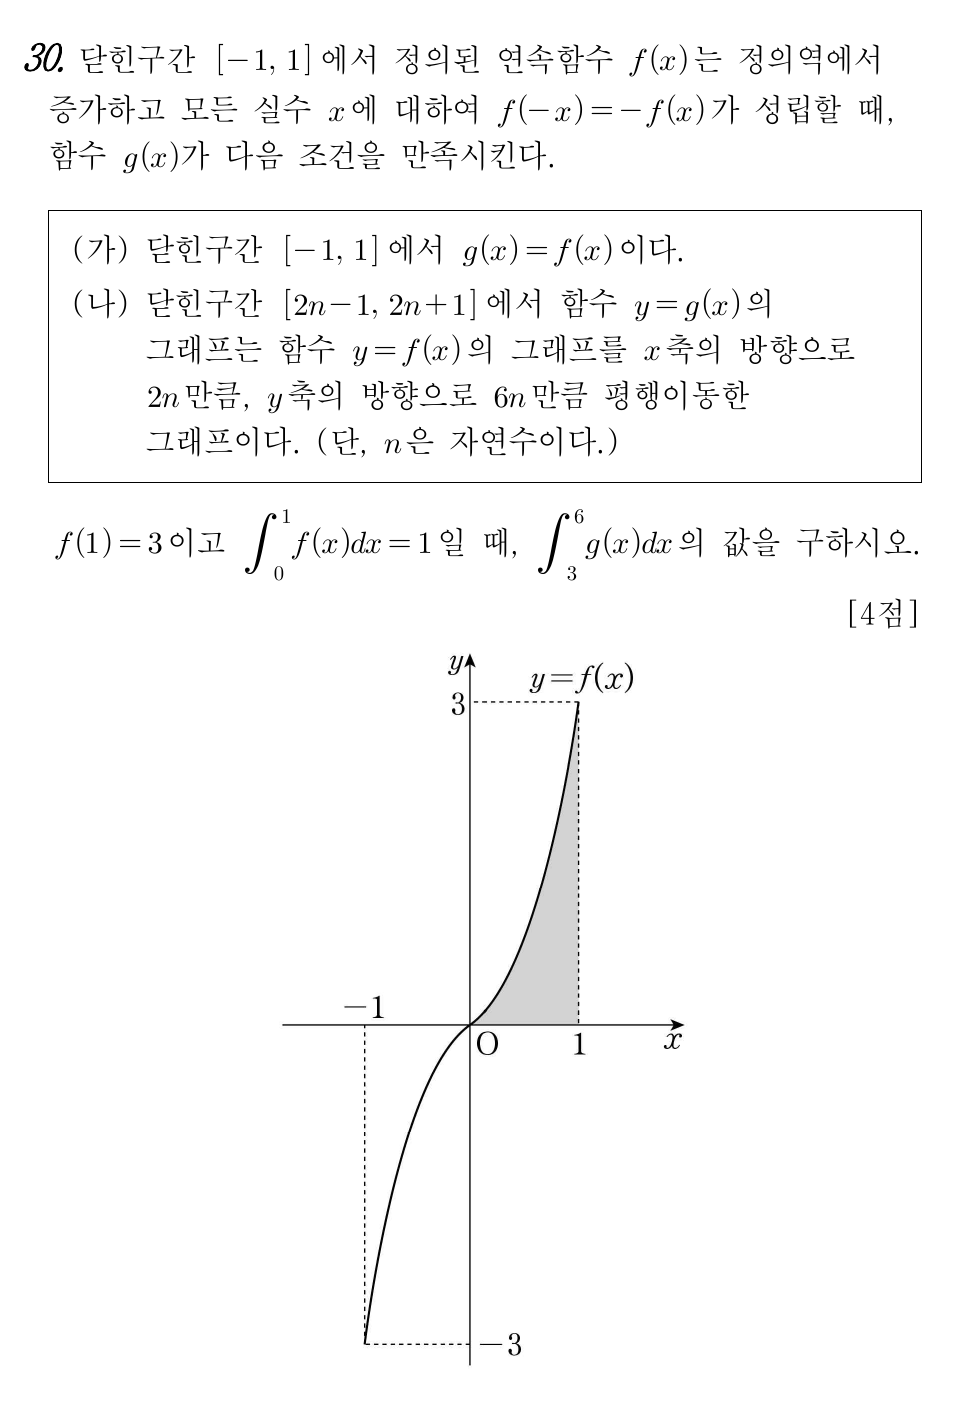 30. 닫힌구간 [−1, 1]에서 정의된 연속함수 f(x)는 정의역에서
증가하고 모든 실수 x에 대하여 f(−x)=−f(x)가 성립할 때,
함수 g(x)가 다음 조건을 만족시킨다.
(가) 닫힌구간 [−1, 1]에서 g(x)=f(x)이다.
(나) 닫힌구간 [2n−1, 2n+1]에서 함수 y=g(x)의
그래프는 함수 y=f(x)의 그래프를 x축의 방향으로
2n만큼, y축의 방향으로 6n만큼 평행이동한
그래프이다. (단, n은 자연수이다.)
f(1)=3이고 ∫₀¹ f(x)dx=1일 때, ∫₃⁶ g(x)dx의 값을 구하시오.
[4점]
y
y=f(x)
3
−1
O
1
x
−3